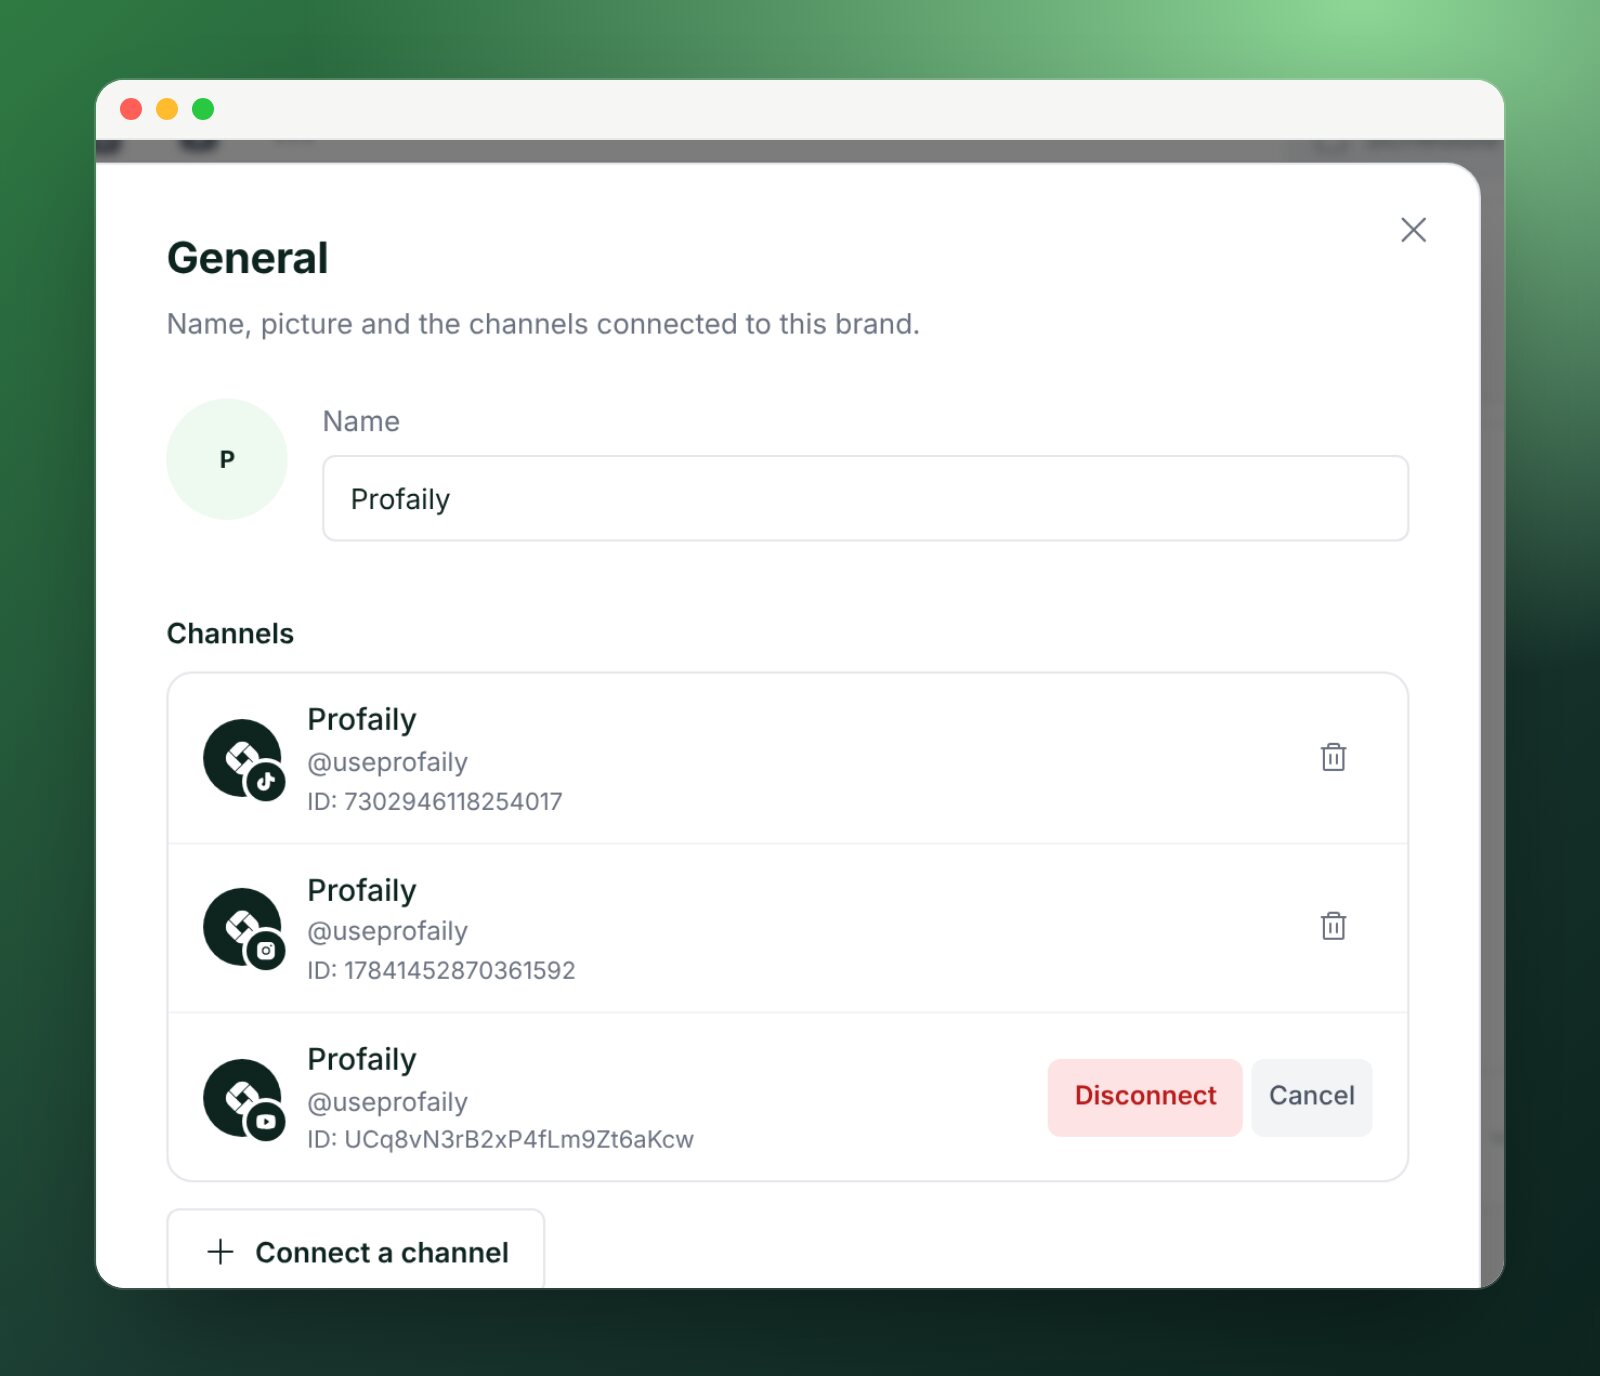 General
Name, picture and the channels connected to this brand.
P
Name
Profaily
Channels
Profaily
@useprofaily
ID: 7302946118254017
Profaily
@useprofaily
ID: 17841452870361592
Profaily
@useprofaily
ID: UCq8vN3rB2xP4fLm9Zt6aKcw
Disconnect
Cancel
Connect a channel